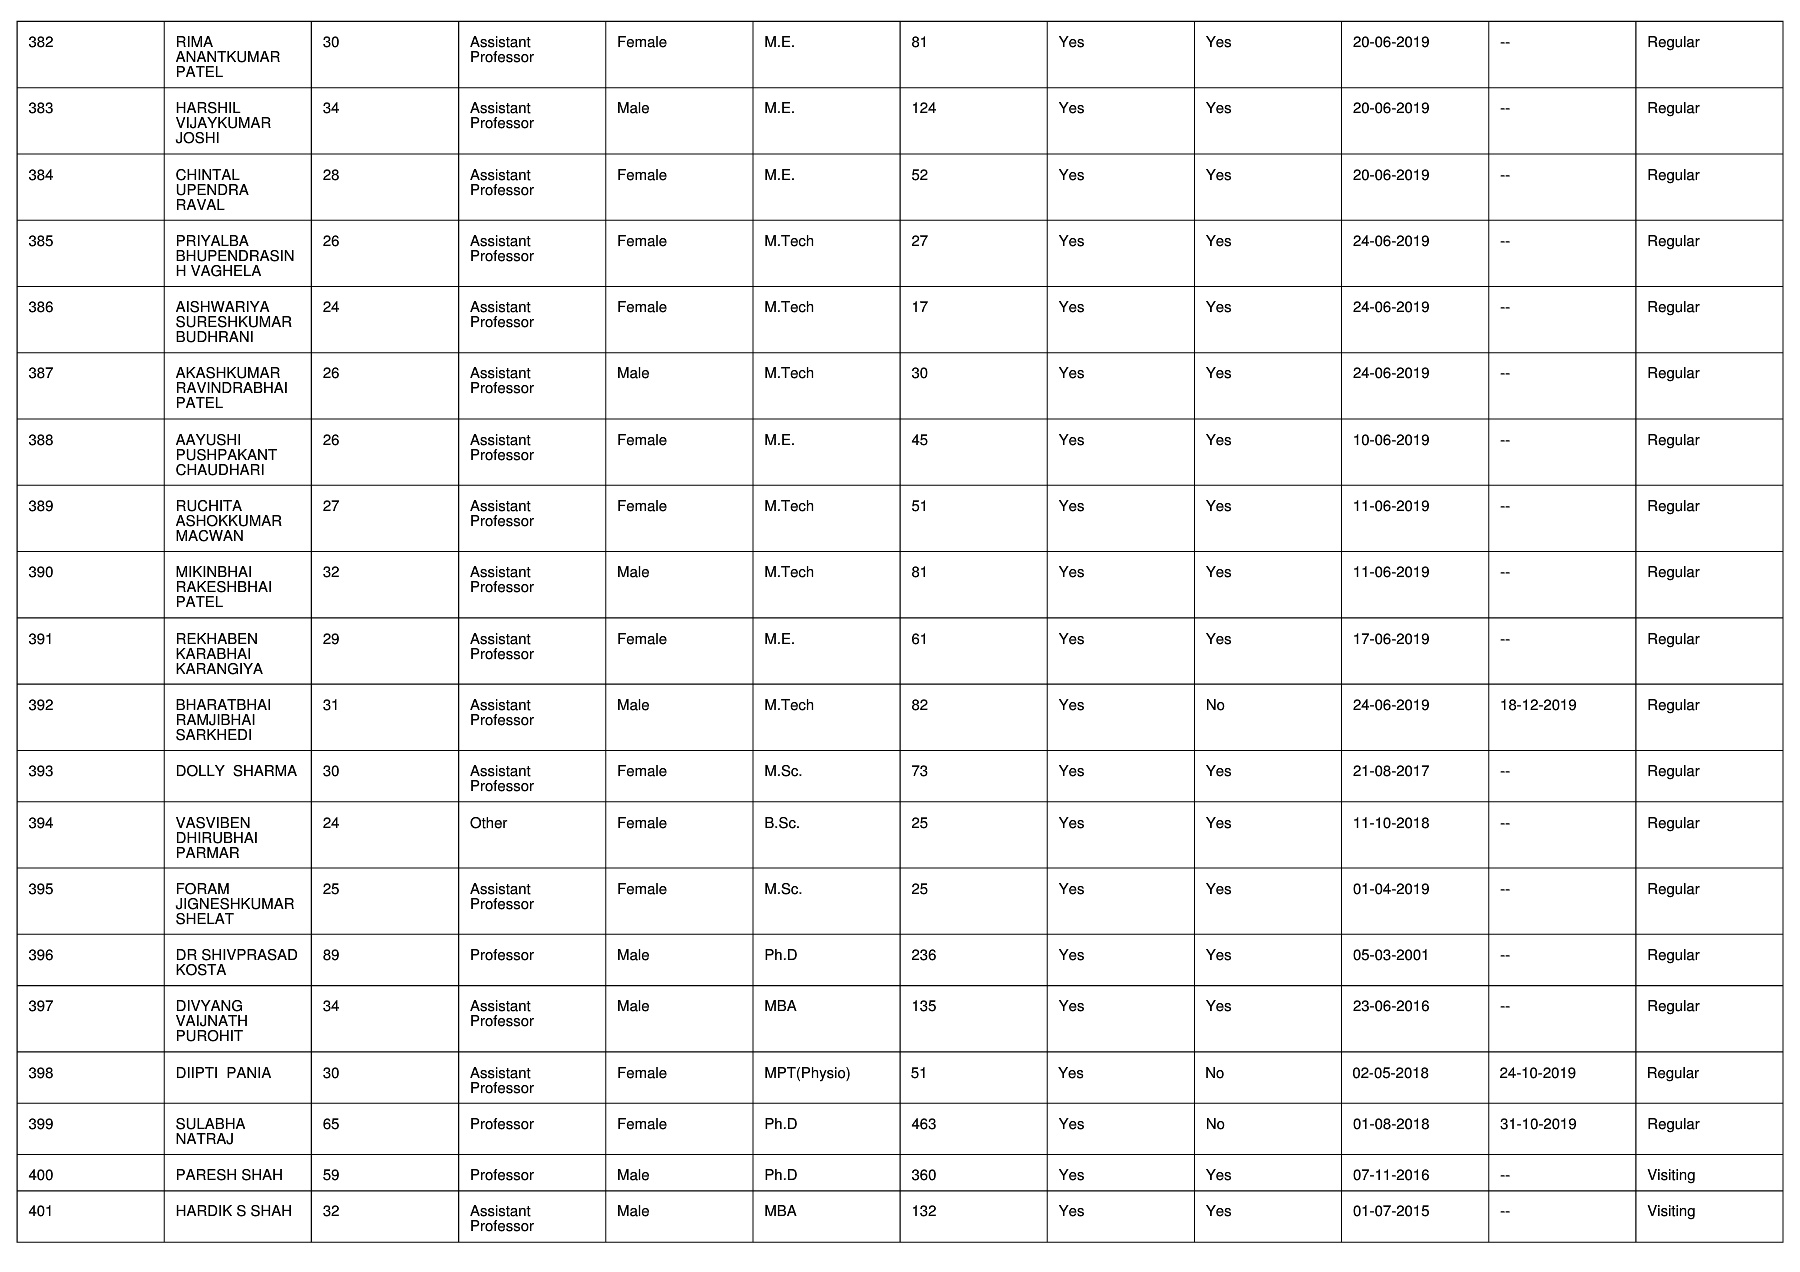 382 RIMA 30 Assistant Female M.E. 81 Yes Yes 20-06-2019 -- Regular
ANANTKUMAR Professor
PATEL
383 HARSHIL 34 Assistant Male M.E. 124 Yes Yes 20-06-2019 -- Regular
VIJAYKUMAR Professor
JOSHI
384 CHINTAL 28 Assistant Female M.E. 52 Yes Yes 20-06-2019 -- Regular
UPENDRA Professor
RAVAL
385 PRIYALBA 26 Assistant Female M.Tech 27 Yes Yes 24-06-2019 -- Regular
BHUPENDRASIN Professor
H VAGHELA
386 AISHWARIYA 24 Assistant Female M.Tech 17 Yes Yes 24-06-2019 -- Regular
SURESHKUMAR Professor
BUDHRANI
387 AKASHKUMAR 26 Assistant Male M.Tech 30 Yes Yes 24-06-2019 -- Regular
RAVINDRABHAI Professor
PATEL
388 AAYUSHI 26 Assistant Female M.E. 45 Yes Yes 10-06-2019 -- Regular
PUSHPAKANT Professor
CHAUDHARI
389 RUCHITA 27 Assistant Female M.Tech 51 Yes Yes 11-06-2019 -- Regular
ASHOKKUMAR Professor
MACWAN
390 MIKINBHAI 32 Assistant Male M.Tech 81 Yes Yes 11-06-2019 -- Regular
RAKESHBHAI Professor
PATEL
391 REKHABEN 29 Assistant Female M.E. 61 Yes Yes 17-06-2019 -- Regular
KARABHAI Professor
KARANGIYA
392 BHARATBHAI 31 Assistant Male M.Tech 82 Yes No 24-06-2019 18-12-2019 Regular
RAMJIBHAI Professor
SARKHEDI
393 DOLLY SHARMA 30 Assistant Female M.Sc. 73 Yes Yes 21-08-2017 -- Regular
Professor
394 VASVIBEN 24 Other Female B.Sc. 25 Yes Yes 11-10-2018 -- Regular
DHIRUBHAI
PARMAR
395 FORAM 25 Assistant Female M.Sc. 25 Yes Yes 01-04-2019 -- Regular
JIGNESHKUMAR Professor
SHELAT
396 DR SHIVPRASAD 89 Professor Male Ph.D 236 Yes Yes 05-03-2001 -- Regular
KOSTA
397 DIVYANG 34 Assistant Male MBA 135 Yes Yes 23-06-2016 -- Regular
VAIJNATH Professor
PUROHIT
398 DIIPTI PANIA 30 Assistant Female MPT(Physio) 51 Yes No 02-05-2018 24-10-2019 Regular
Professor
399 SULABHA 65 Professor Female Ph.D 463 Yes No 01-08-2018 31-10-2019 Regular
NATRAJ
400 PARESH SHAH 59 Professor Male Ph.D 360 Yes Yes 07-11-2016 -- Visiting
401 HARDIK S SHAH 32 Assistant Male MBA 132 Yes Yes 01-07-2015 -- Visiting
Professor